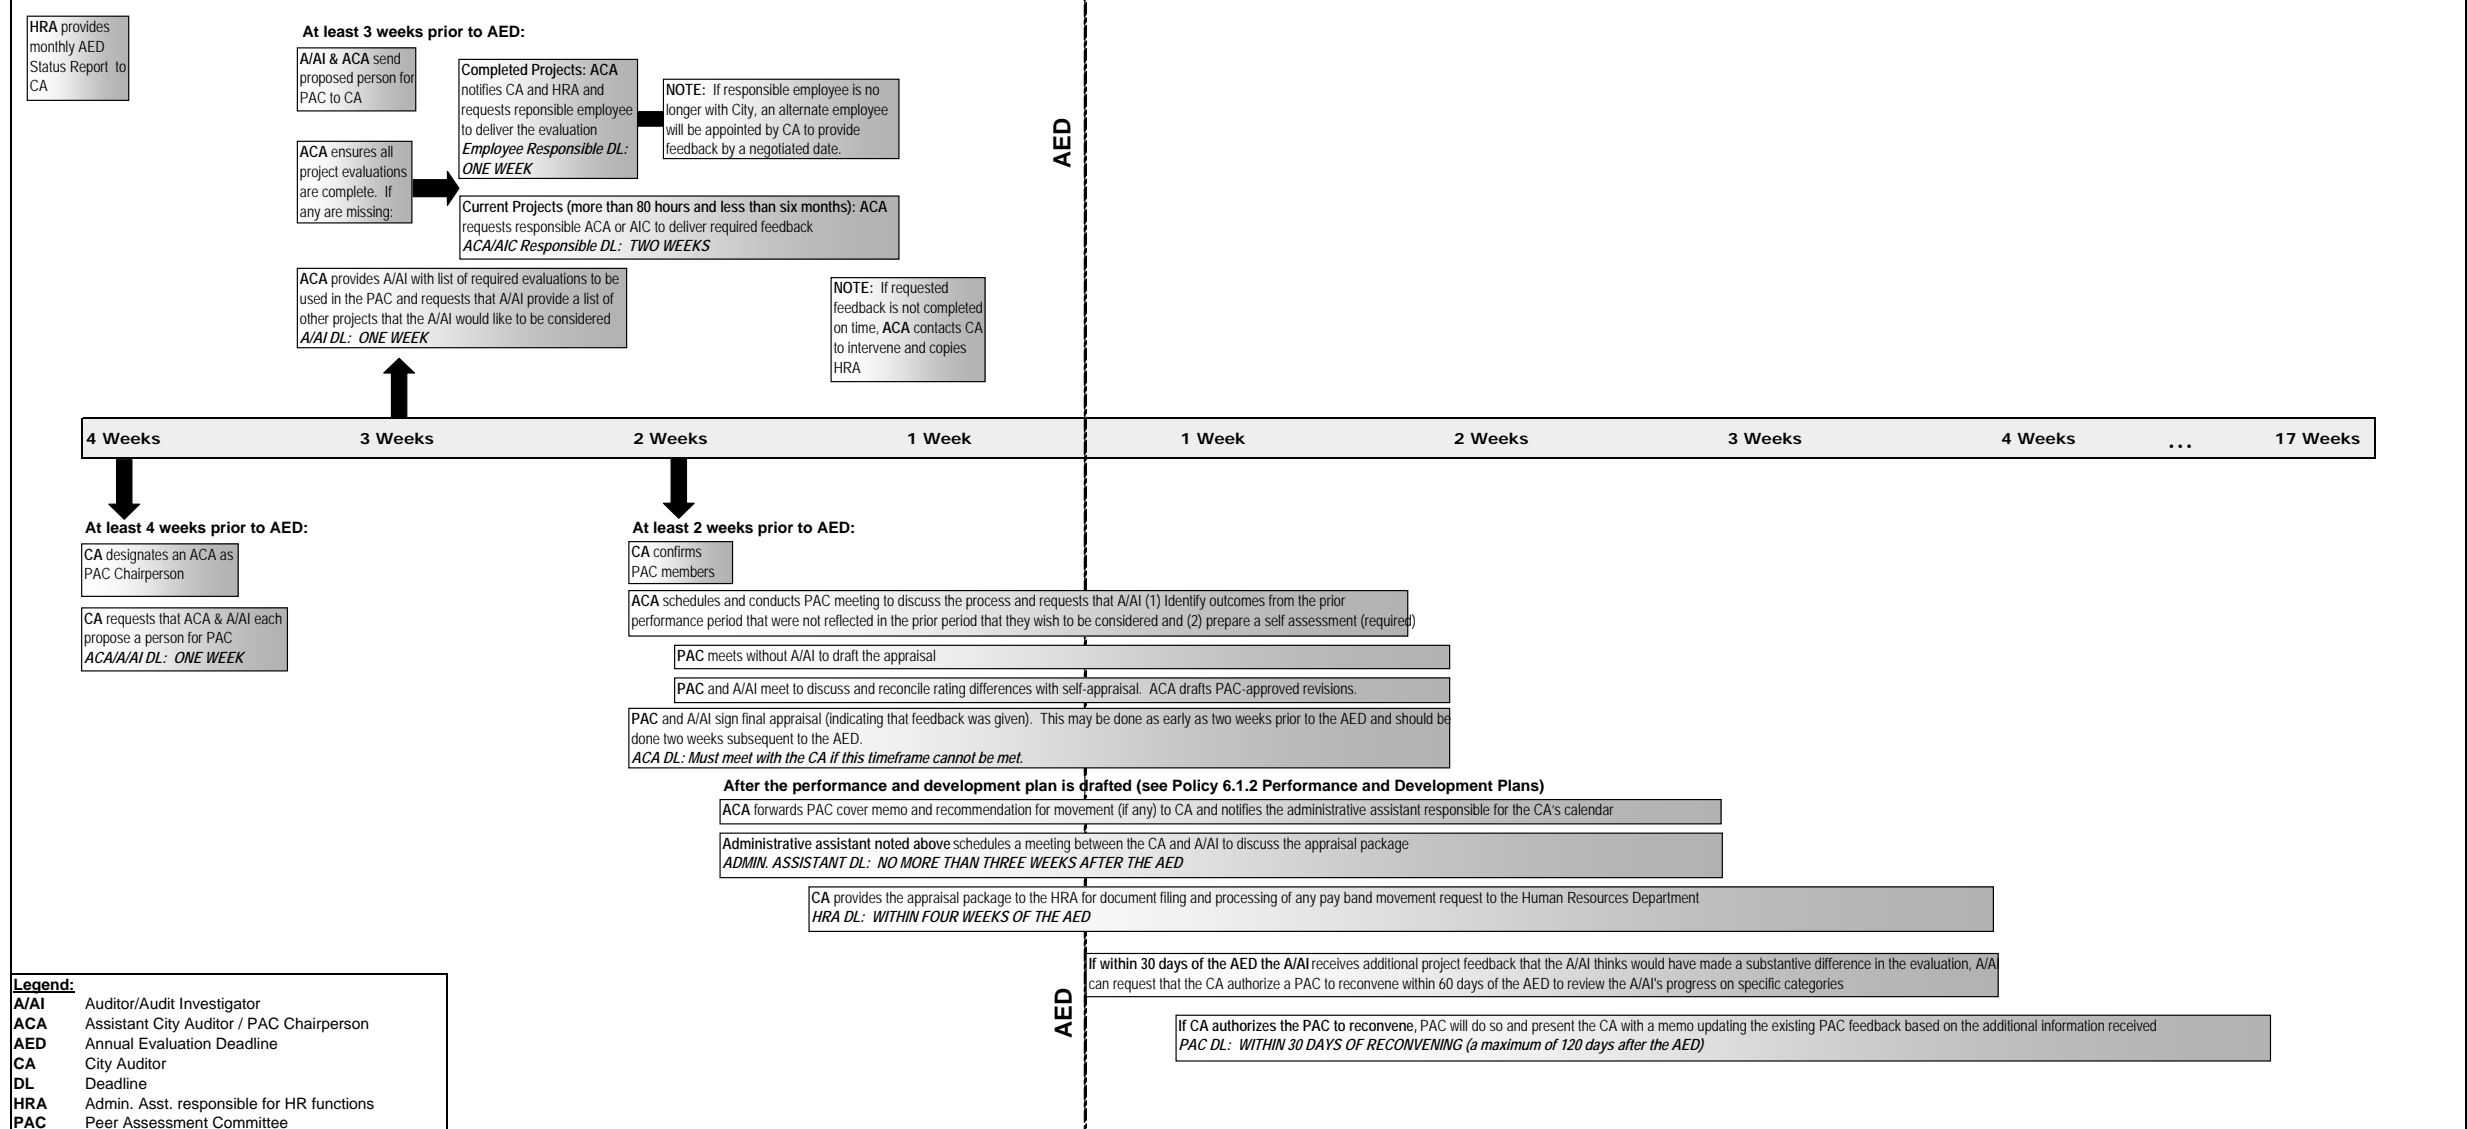 HRA provides
monthly AED
Status Report to
CA
At least 3 weeks prior to AED:
A/AI & ACA send
proposed person for
PAC to CA
Completed Projects: ACA
notifies CA and HRA and
requests reponsible employee
to deliver the evaluation
Employee Responsible DL:
ONE WEEK
NOTE: If responsible employee is no
longer with City, an alternate employee
will be appointed by CA to provide
feedback by a negotiated date.
AED
ACA ensures all
project evaluations
are complete. If
any are missing:
Current Projects (more than 80 hours and less than six months): ACA
requests responsible ACA or AIC to deliver required feedback
ACA/AIC Responsible DL: TWO WEEKS
ACA provides A/AI with list of required evaluations to be
used in the PAC and requests that A/AI provide a list of
other projects that the A/AI would like to be considered
A/AI DL: ONE WEEK
NOTE: If requested
feedback is not completed
on time, ACA contacts CA
to intervene and copies
HRA
4 Weeks 3 Weeks 2 Weeks 1 Week 1 Week 2 Weeks 3 Weeks 4 Weeks ... 17 Weeks
At least 4 weeks prior to AED:
CA designates an ACA as
PAC Chairperson
CA requests that ACA & A/AI each
propose a person for PAC
ACA/A/AI DL: ONE WEEK
At least 2 weeks prior to AED:
CA confirms
PAC members
ACA schedules and conducts PAC meeting to discuss the process and requests that A/AI (1) Identify outcomes from the prior
performance period that were not reflected in the prior period that they wish to be considered and (2) prepare a self assessment (required)
PAC meets without A/AI to draft the appraisal
PAC and A/AI meet to discuss and reconcile rating differences with self-appraisal. ACA drafts PAC-approved revisions.
PAC and A/AI sign final appraisal (indicating that feedback was given). This may be done as early as two weeks prior to the AED and should be
done two weeks subsequent to the AED.
ACA DL: Must meet with the CA if this timeframe cannot be met.
After the performance and development plan is drafted (see Policy 6.1.2 Performance and Development Plans)
ACA forwards PAC cover memo and recommendation for movement (if any) to CA and notifies the administrative assistant responsible for the CA's calendar
Administrative assistant noted above schedules a meeting between the CA and A/AI to discuss the appraisal package
ADMIN. ASSISTANT DL: NO MORE THAN THREE WEEKS AFTER THE AED
CA provides the appraisal package to the HRA for document filing and processing of any pay band movement request to the Human Resources Department
HRA DL: WITHIN FOUR WEEKS OF THE AED
If within 30 days of the AED the A/AI receives additional project feedback that the A/AI thinks would have made a substantive difference in the evaluation, A/AI
can request that the CA authorize a PAC to reconvene within 60 days of the AED to review the A/AI's progress on specific categories
AED
If CA authorizes the PAC to reconvene, PAC will do so and present the CA with a memo updating the existing PAC feedback based on the additional information received
PAC DL: WITHIN 30 DAYS OF RECONVENING (a maximum of 120 days after the AED)
Legend:
A/AI Auditor/Audit Investigator
ACA Assistant City Auditor / PAC Chairperson
AED Annual Evaluation Deadline
CA City Auditor
DL Deadline
HRA Admin. Asst. responsible for HR functions
PAC Peer Assessment Committee